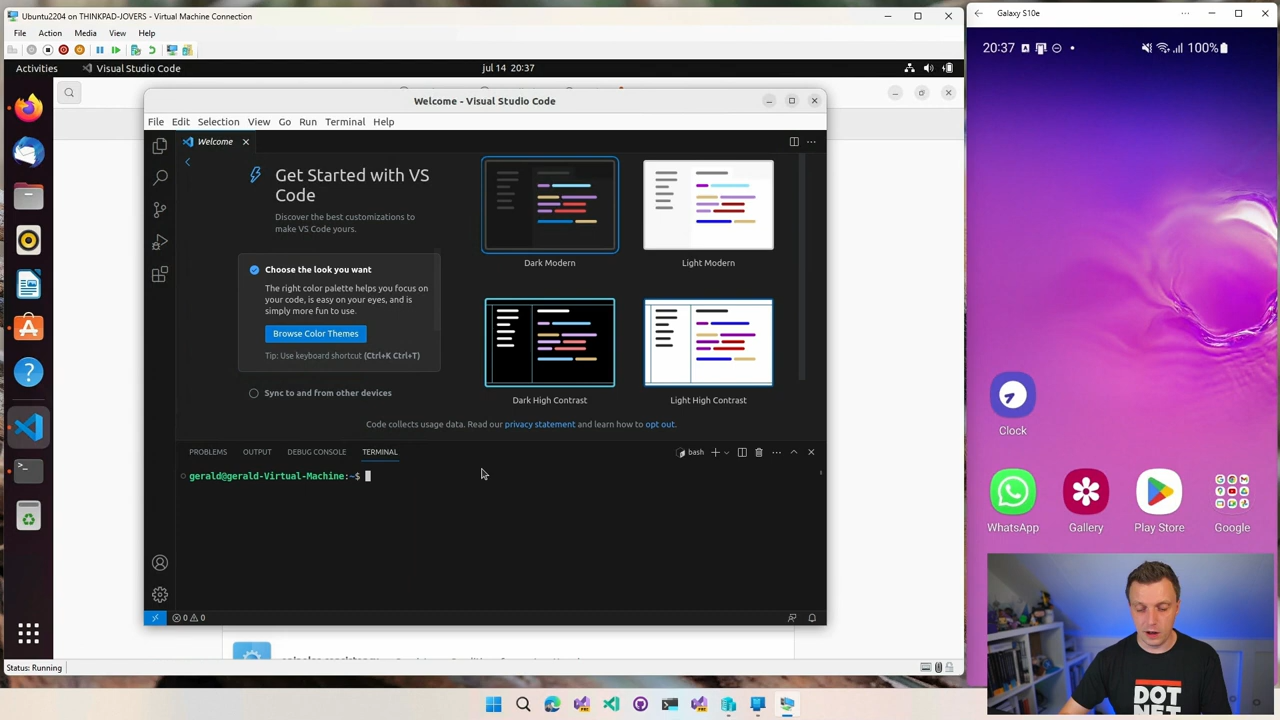 Ubuntu2204 on THINKPAD-JOVERS - Virtual Machine Connection
File Action Media View Help
Activities Visual Studio Code jul 14 20:37
Welcome - Visual Studio Code
File Edit Selection View Go Run Terminal Help
Welcome
Get Started with VS
Code
Discover the best customizations to
make VS Code yours.
Choose the look you want
The right color palette helps you focus on
your code, is easy on your eyes, and is
simply more fun to use.
Browse Color Themes
Tip: Use keyboard shortcut (Ctrl+K Ctrl+T)
Sync to and from other devices
Dark Modern
Light Modern
Dark High Contrast
Light High Contrast
Code collects usage data. Read our privacy statement and learn how to opt out.
PROBLEMS OUTPUT DEBUG CONSOLE TERMINAL
bash
gerald@gerald-Virtual-Machine:~$
0 0
Status: Running
Galaxy S10e
20:37
100%
Clock
WhatsApp Gallery Play Store Google
DOT
NET